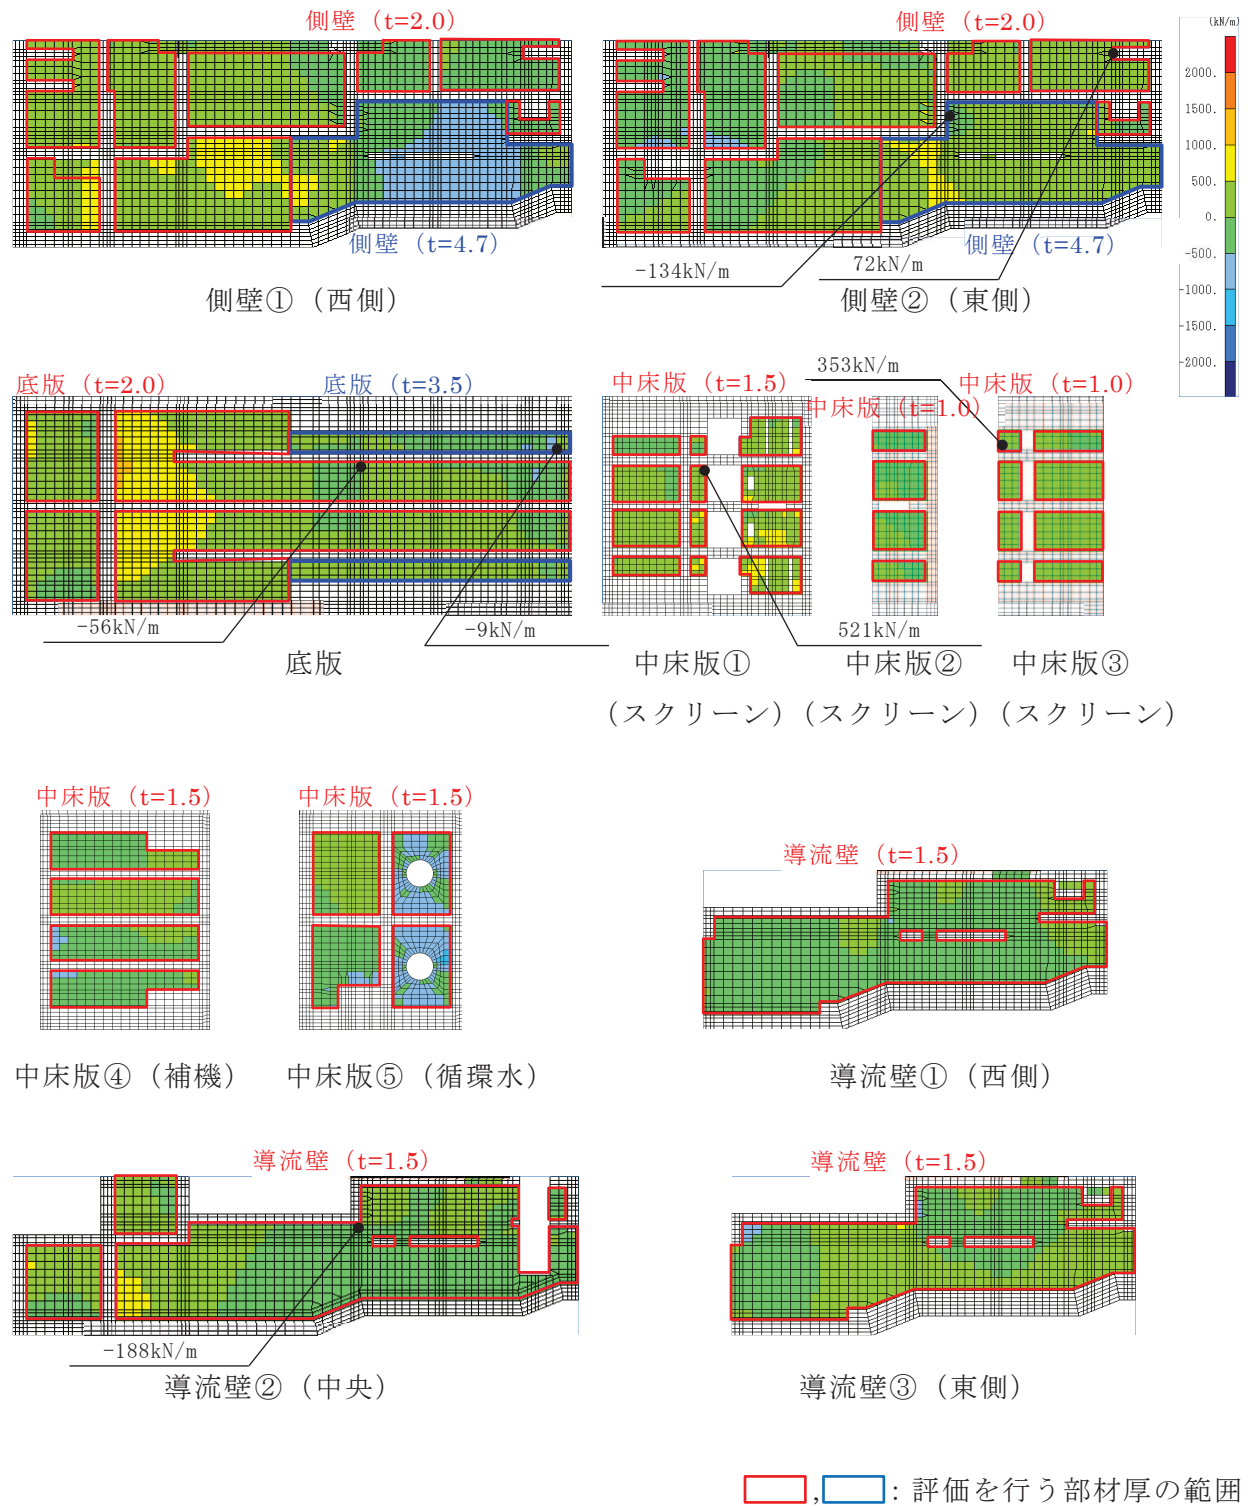 側壁（t=2.0）
側壁（t=2.0）
(kN/m)
2000.
1500.
1000.
500.
0.
-500.
-1000.
-1500.
-2000.
側壁（t=4.7）
側壁（t=4.7）
-134kN/m
72kN/m
側壁①（西側）
側壁②（東側）
底版（t=2.0）
底版（t=3.5）
中床版（t=1.5）
353kN/m
中床版（t=1.0）
中床版（t=1.0）
-56kN/m
-9kN/m
521kN/m
底版
中床版①
（スクリーン）
中床版②
（スクリーン）
中床版③
（スクリーン）
中床版（t=1.5）
中床版（t=1.5）
導流壁（t=1.5）
中床版④（補機）
中床版⑤（循環水）
導流壁①（西側）
導流壁（t=1.5）
導流壁（t=1.5）
-188kN/m
導流壁②（中央）
導流壁③（東側）
,：評価を行う部材厚の範囲